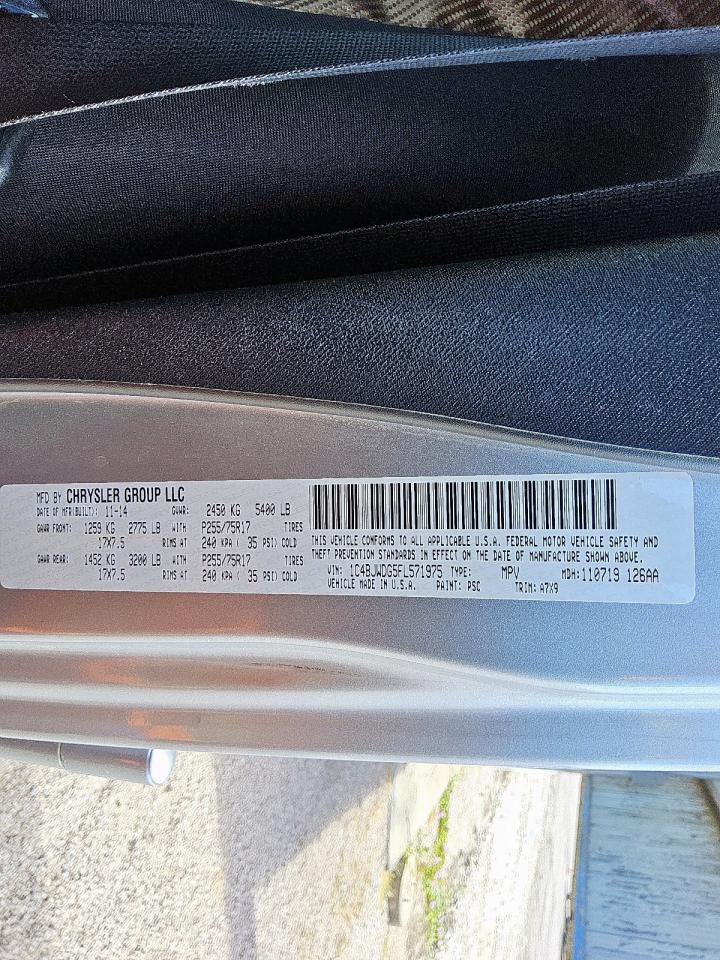 MFD BY CHRYSLER GROUP LLC
DATE OF MFR(BUILT): 11-14 GVWR: 2450 KG 5400 LB
GAWR FRONT: 1259 KG 2775 LB WITH P255/75R17 TIRES
17X7.5 RIMS AT 240 KPA ( 35 PSI) COLD
GAWR REAR: 1452 KG 3200 LB WITH P255/75R17 TIRES
17X7.5 RIMS AT 240 KPA ( 35 PSI) COLD
THIS VEHICLE CONFORMS TO ALL APPLICABLE U.S.A. FEDERAL MOTOR VEHICLE SAFETY AND
THEFT PREVENTION STANDARDS IN EFFECT ON THE DATE OF MANUFACTURE SHOWN ABOVE.
VIN: 1C4BJWDG5FL571975 TYPE: MPV MDH:110719 126AA
VEHICLE MADE IN U.S.A. PAINT: PSC TRIM: A7X9